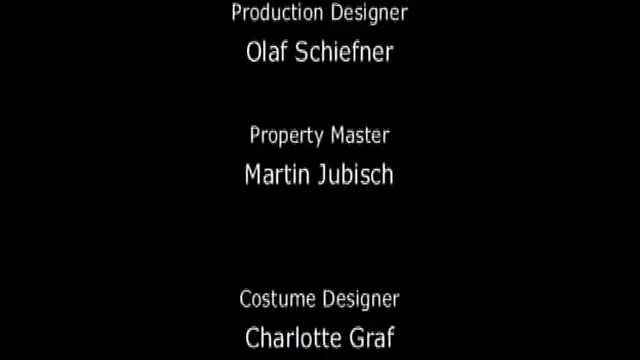 Production Designer
Olaf Schiefner
Property Master
Martin Jubisch
Costume Designer
Charlotte Graf